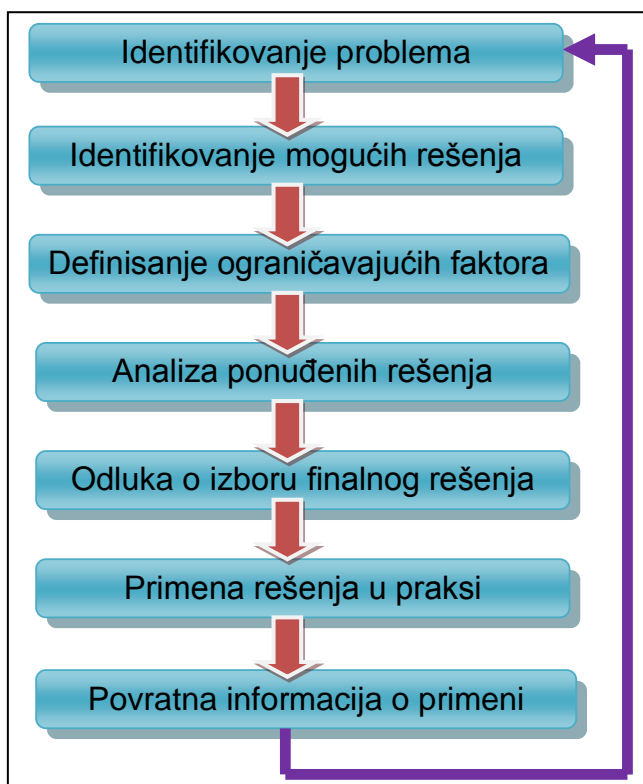 Identifikovanje problema
Identifikovanje mogućih rešenja
Definisanje ograničavajućih faktora
Analiza ponuđenih rešenja
Odluka o izboru finalnog rešenja
Primena rešenja u praksi
Povratna informacija o primeni